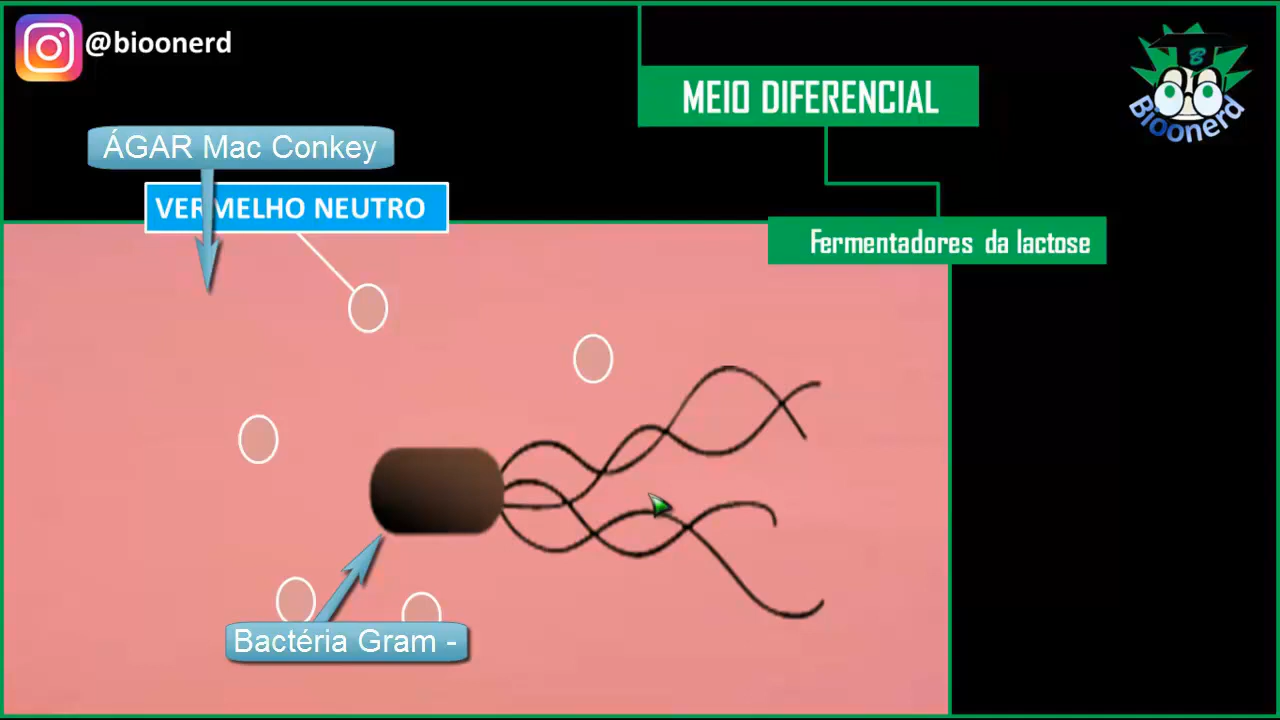 @bioonerd
MEIO DIFERENCIAL
B
Bioonerd
ÁGAR Mac Conkey
VERMELHO NEUTRO
Fermentadores da lactose
Bactéria Gram -